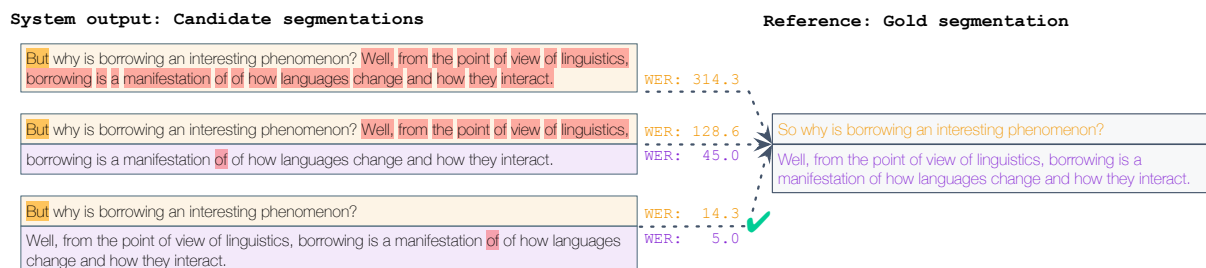 System output: Candidate segmentations
Reference: Gold segmentation
But why is borrowing an interesting phenomenon? Well, from the point of view of linguistics,
borrowing is a manifestation of of how languages change and how they interact.
WER: 314.3
But why is borrowing an interesting phenomenon? Well, from the point of view of linguistics,
WER: 128.6
borrowing is a manifestation of of how languages change and how they interact.
WER: 45.0
But why is borrowing an interesting phenomenon?
WER: 14.3
Well, from the point of view of linguistics, borrowing is a manifestation of of how languages
change and how they interact.
WER: 5.0
So why is borrowing an interesting phenomenon?
Well, from the point of view of linguistics, borrowing is a
manifestation of how languages change and how they interact.